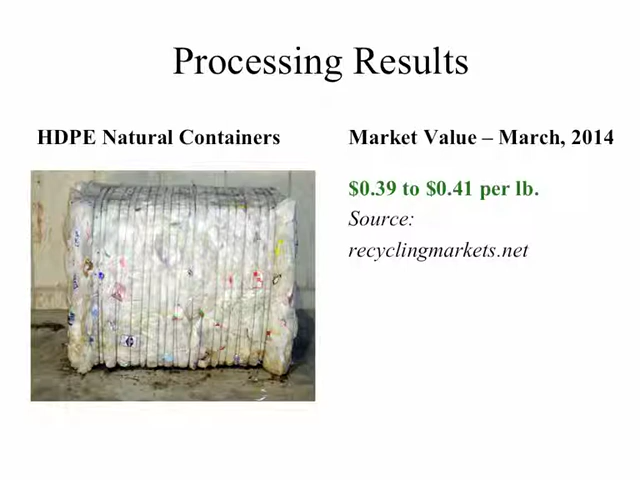 Processing Results
HDPE Natural Containers
Market Value – March, 2014
$0.39 to $0.41 per lb.
Source:
recyclingmarkets.net